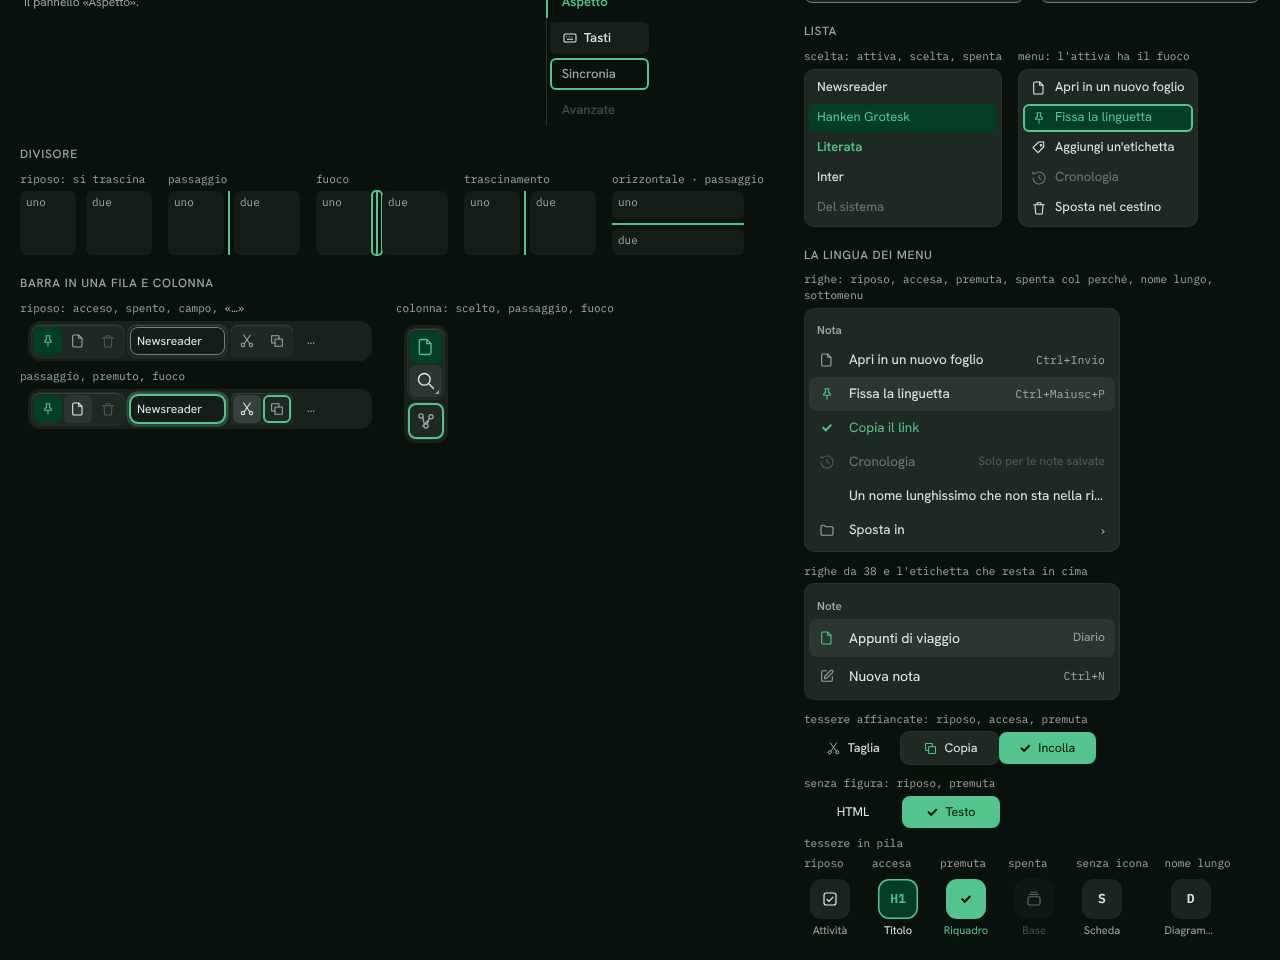 Il pannello «Aspetto».
Aspetto
Tasti
Sincronia
Avanzate
DIVISORE
riposo: si trascina
passaggio
fuoco
trascinamento
orizzontale · passaggio
uno
due
uno
due
uno
due
uno
due
uno
due
BARRA IN UNA FILA E COLONNA
riposo: acceso, spento, campo, «…»
Newsreader
…
passaggio, premuto, fuoco
Newsreader
…
colonna: scelto, passaggio, fuoco
LISTA
scelta: attiva, scelta, spenta
Newsreader
Hanken Grotesk
Literata
Inter
Del sistema
menu: l'attiva ha il fuoco
Apri in un nuovo foglio
Fissa la linguetta
Aggiungi un'etichetta
Cronologia
Sposta nel cestino
LA LINGUA DEI MENU
righe: riposo, accesa, premuta, spenta col perché, nome lungo,
sottomenu
Nota
Apri in un nuovo foglio Ctrl+Invio
Fissa la linguetta Ctrl+Maiusc+P
Copia il link
Cronologia Solo per le note salvate
Un nome lunghissimo che non sta nella ri…
Sposta in ›
righe da 38 e l'etichetta che resta in cima
Note
Appunti di viaggio Diario
Nuova nota Ctrl+N
tessere affiancate: riposo, accesa, premuta
Taglia Copia Incolla
senza figura: riposo, premuta
HTML Testo
tessere in pila
riposo accesa premuta spenta senza icona nome lungo
H1 S D
Attività Titolo Riquadro Base Scheda Diagram…